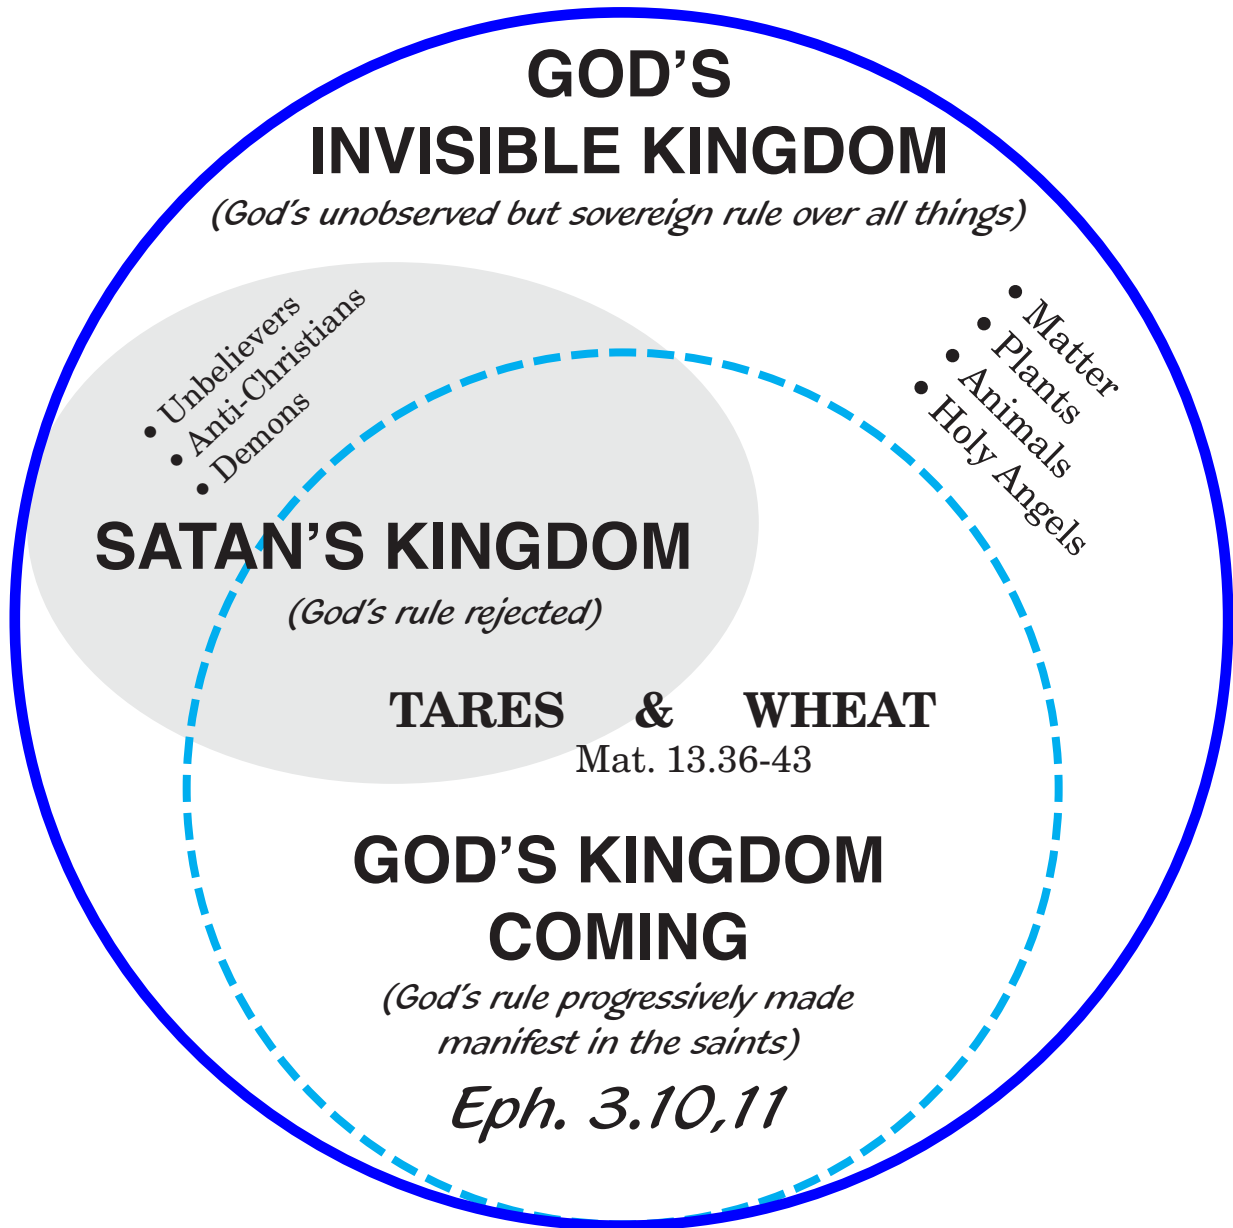 GOD'S
INVISIBLE KINGDOM
(God's unobserved but sovereign rule over all things)
• Unbelievers
• Anti-Christians
• Demons
• Matter
• Plants
• Animals
• Holy Angels
SATAN'S KINGDOM
(God's rule rejected)
TARES & WHEAT
Mat. 13.36-43
GOD'S KINGDOM
COMING
(God's rule progressively made
manifest in the saints)
Eph. 3.10,11